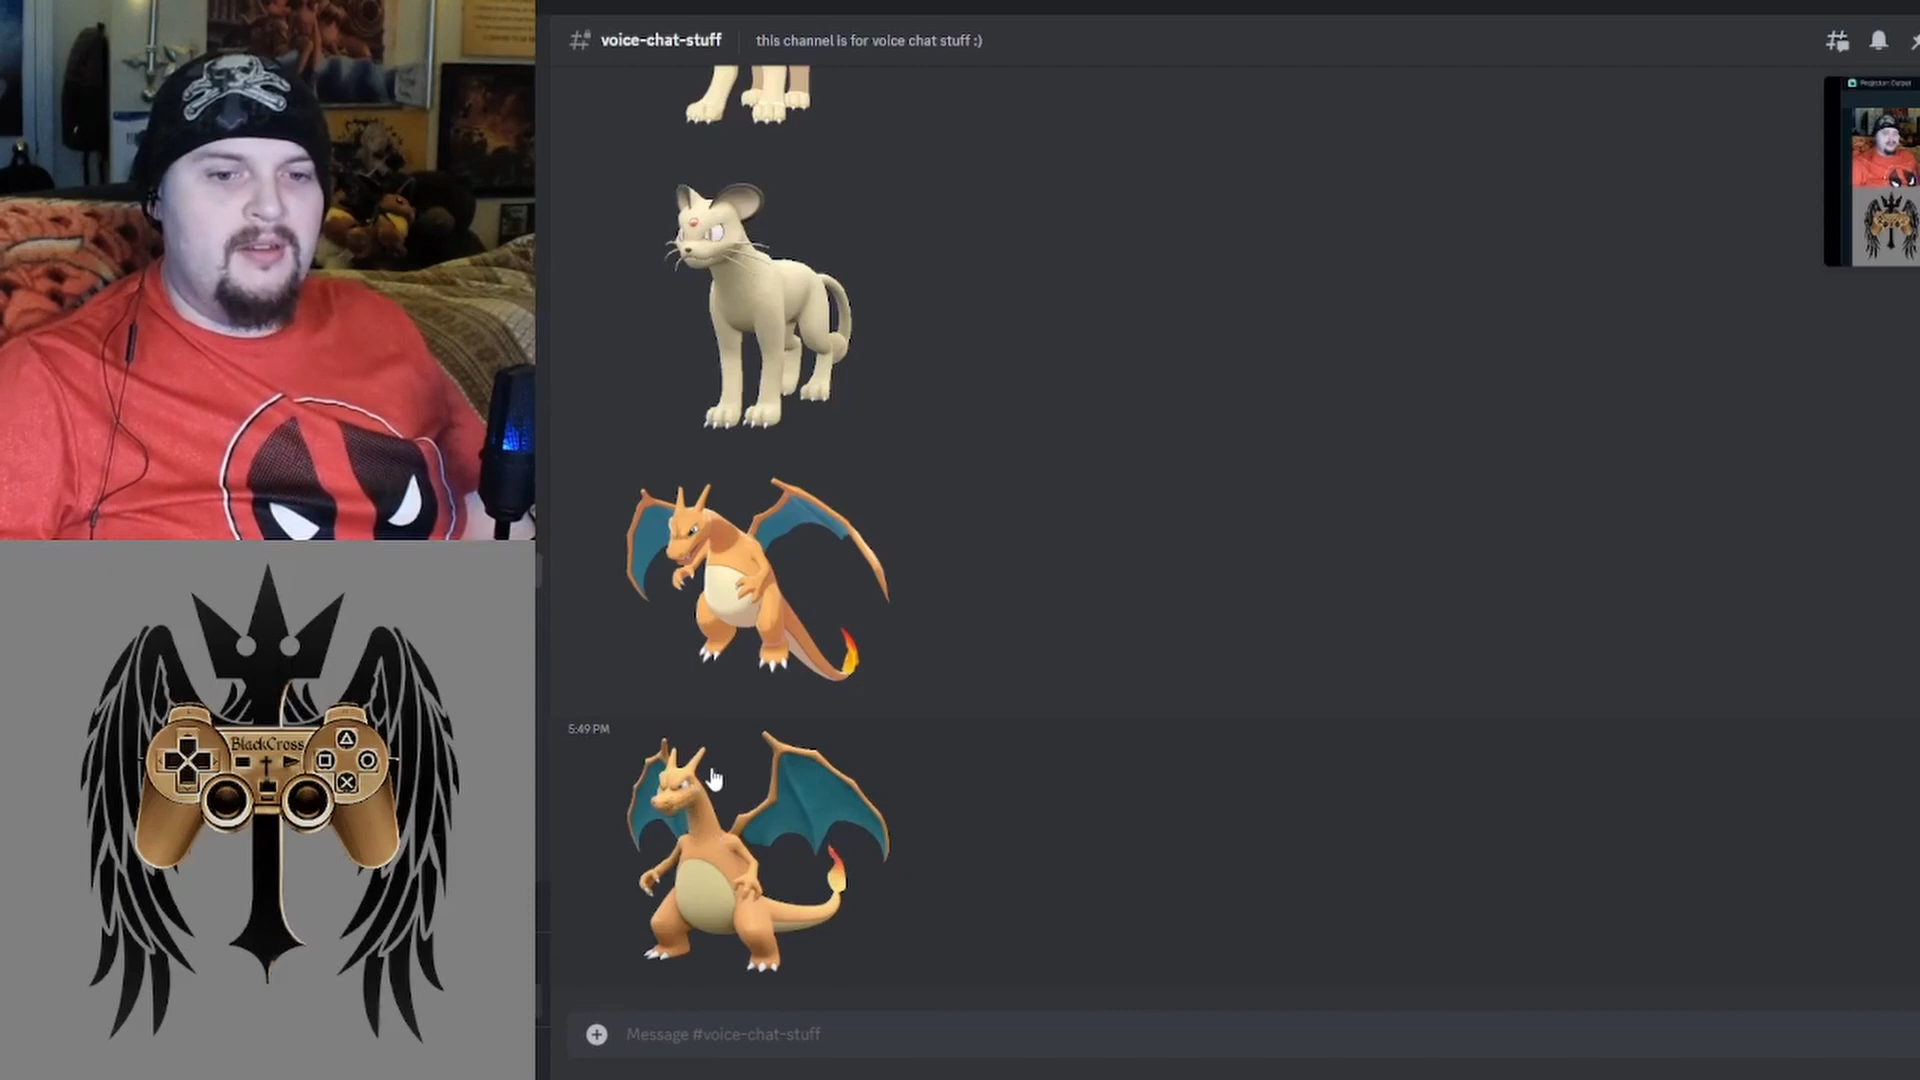 voice-chat-stuff
this channel is for voice chat stuff :)
BlackCross
5:49 PM
Message #voice-chat-stuff